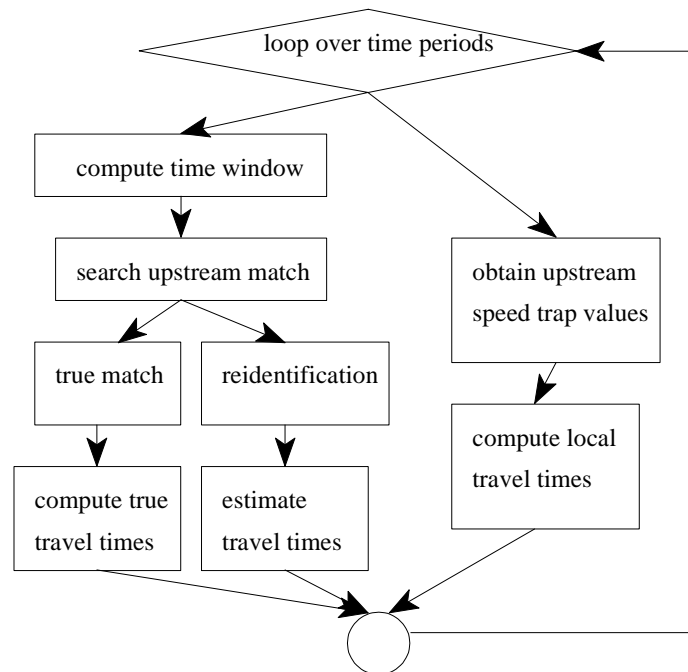 loop over time periods
compute time window
search upstream match
true match
reidentification
compute true
travel times
estimate
travel times
obtain upstream
speed trap values
compute local
travel times